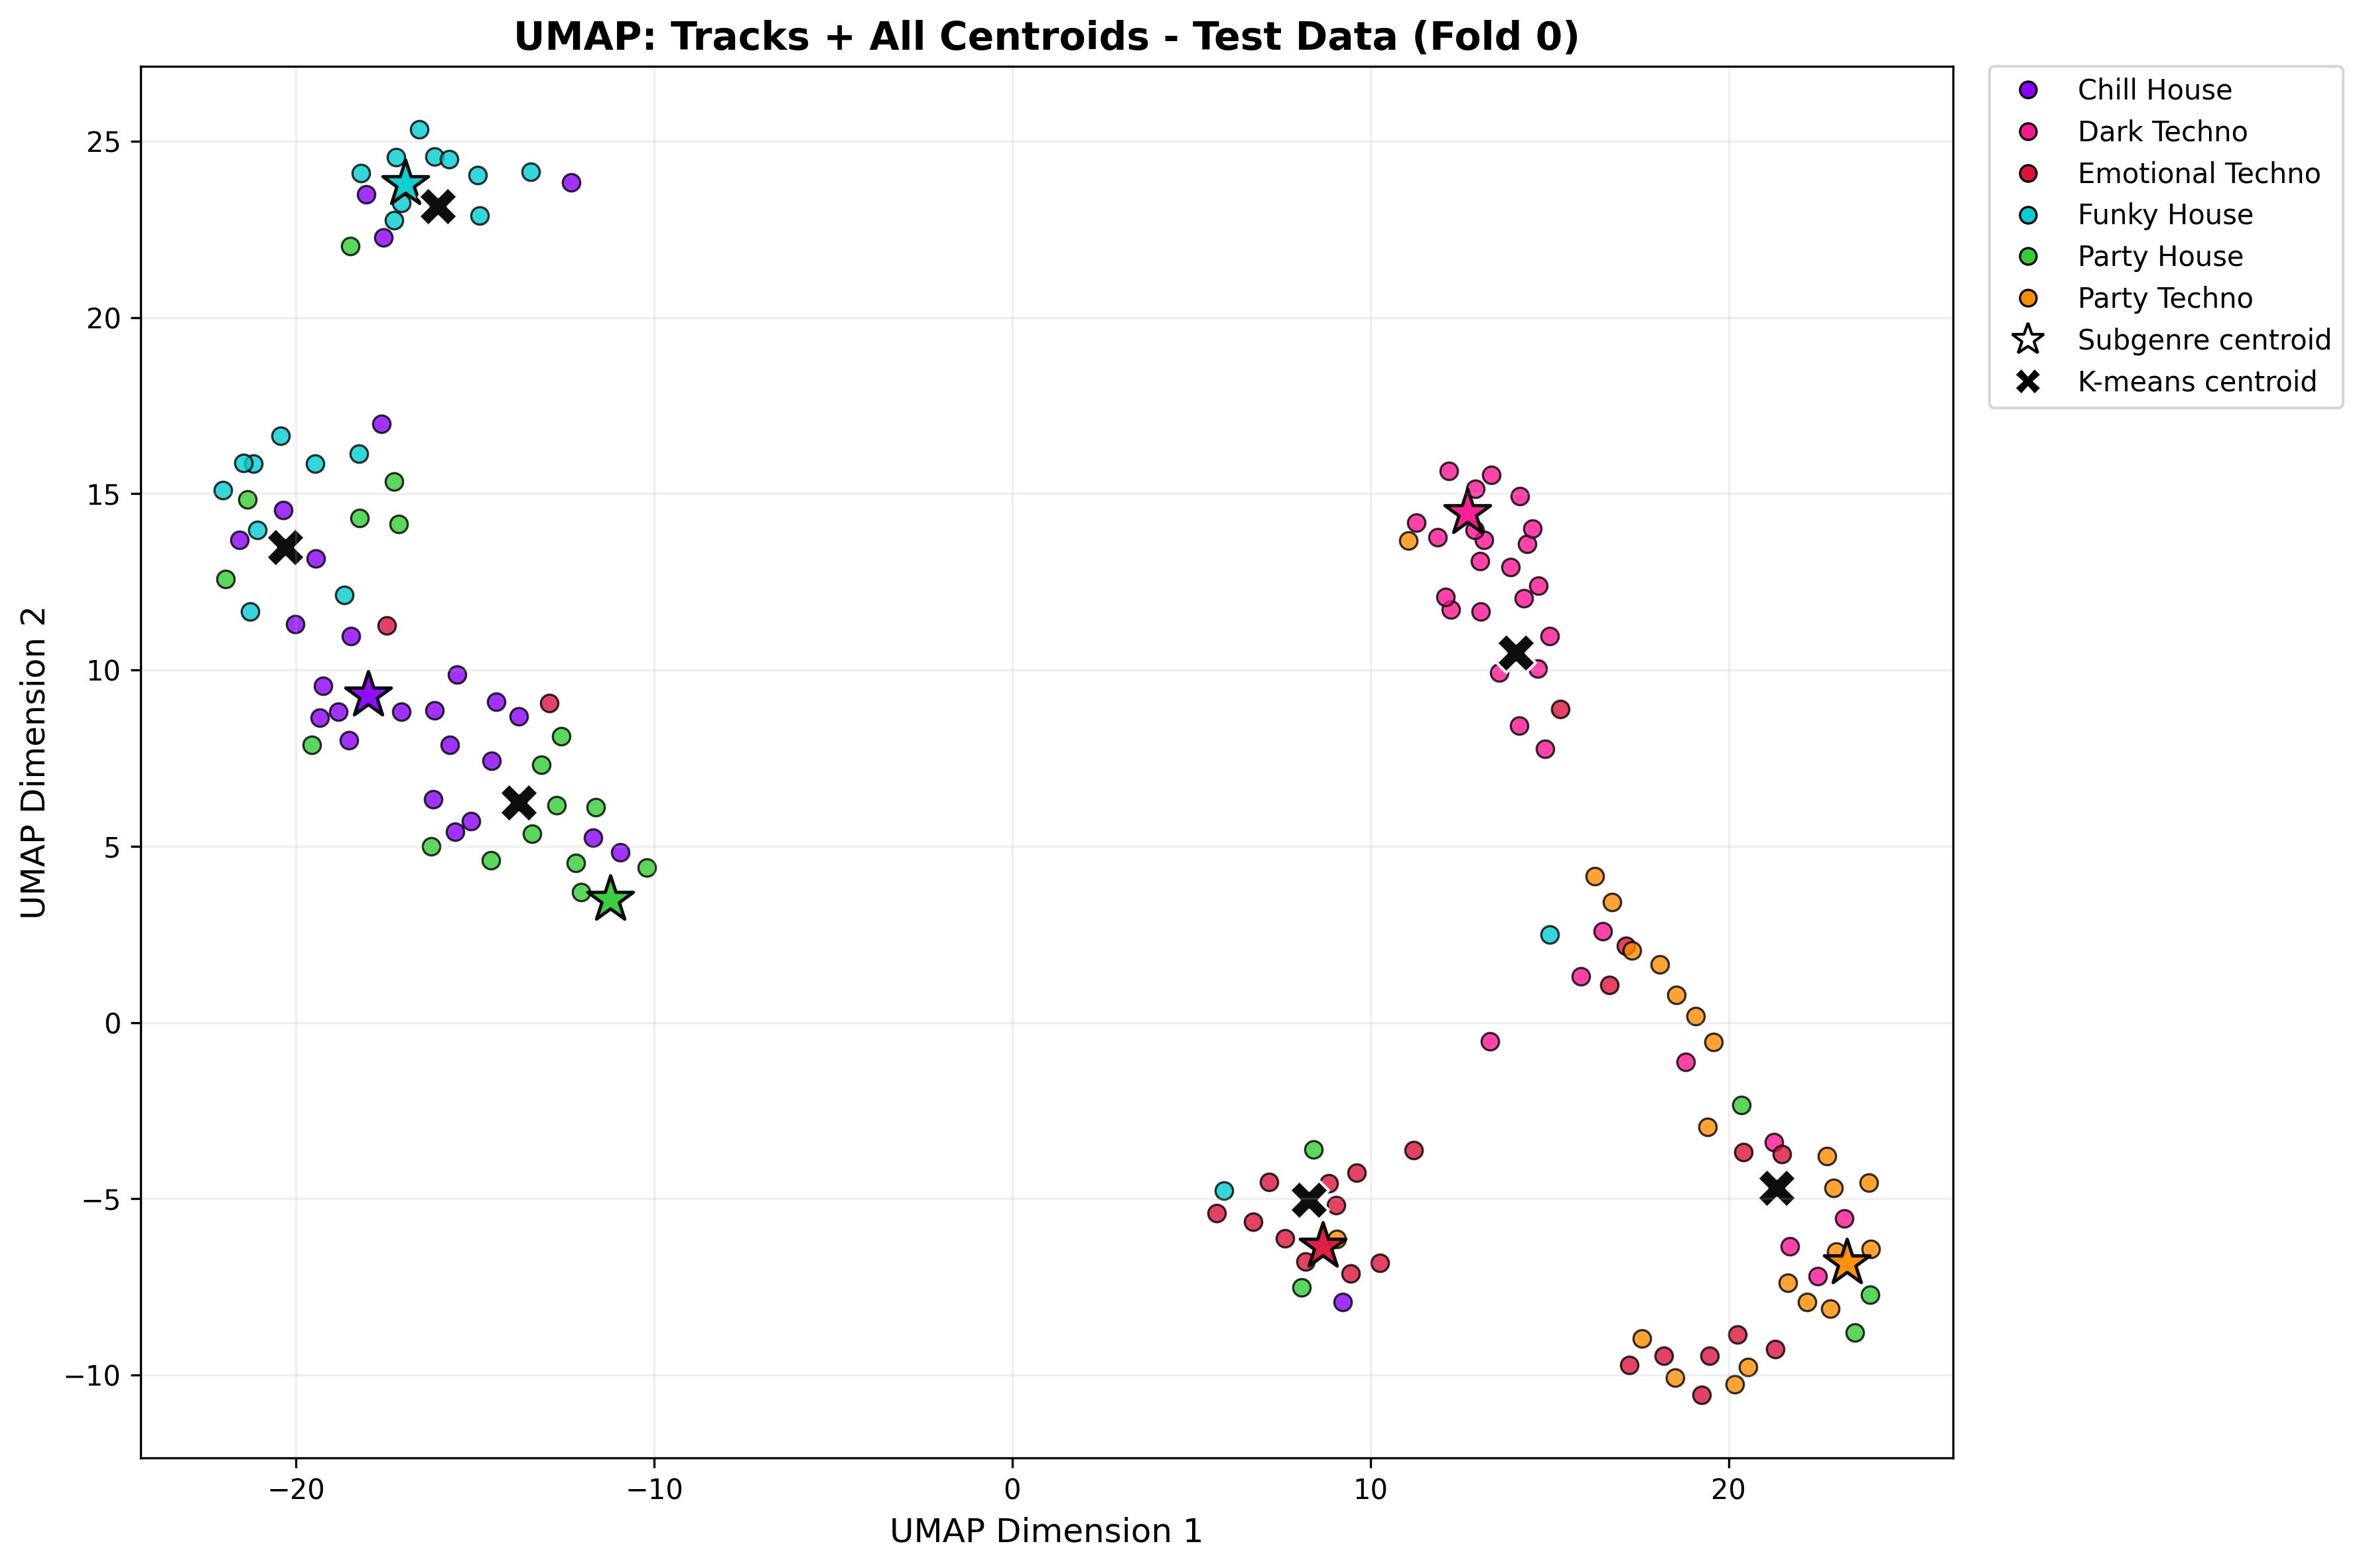 UMAP: Tracks + All Centroids - Test Data (Fold 0)
Chill House
Dark Techno
Emotional Techno
Funky House
Party House
Party Techno
Subgenre centroid
K-means centroid
UMAP Dimension 2
25
20
15
10
5
0
−5
−10
−20
−10
0
10
20
UMAP Dimension 1